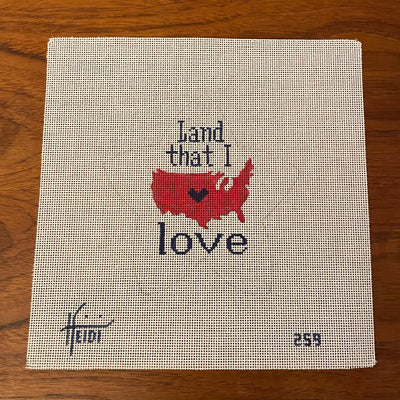 Land
that I
love
HEIDI
259